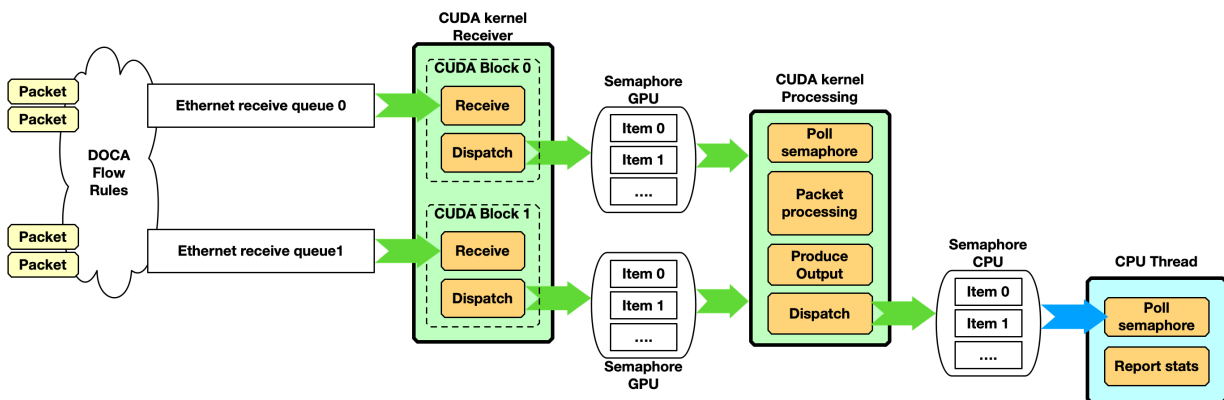 Packet
Packet
Packet
Packet
DOCA
Flow
Rules
Ethernet receive queue 0
Ethernet receive queue1
CUDA kernel
Receiver
CUDA Block 0
Receive
Dispatch
CUDA Block 1
Receive
Dispatch
Semaphore
GPU
Item 0
Item 1
....
Item 0
Item 1
....
Semaphore
GPU
CUDA kernel
Processing
Poll
semaphore
Packet
processing
Produce
Output
Dispatch
Semaphore
CPU
Item 0
Item 1
....
CPU Thread
Poll
semaphore
Report stats